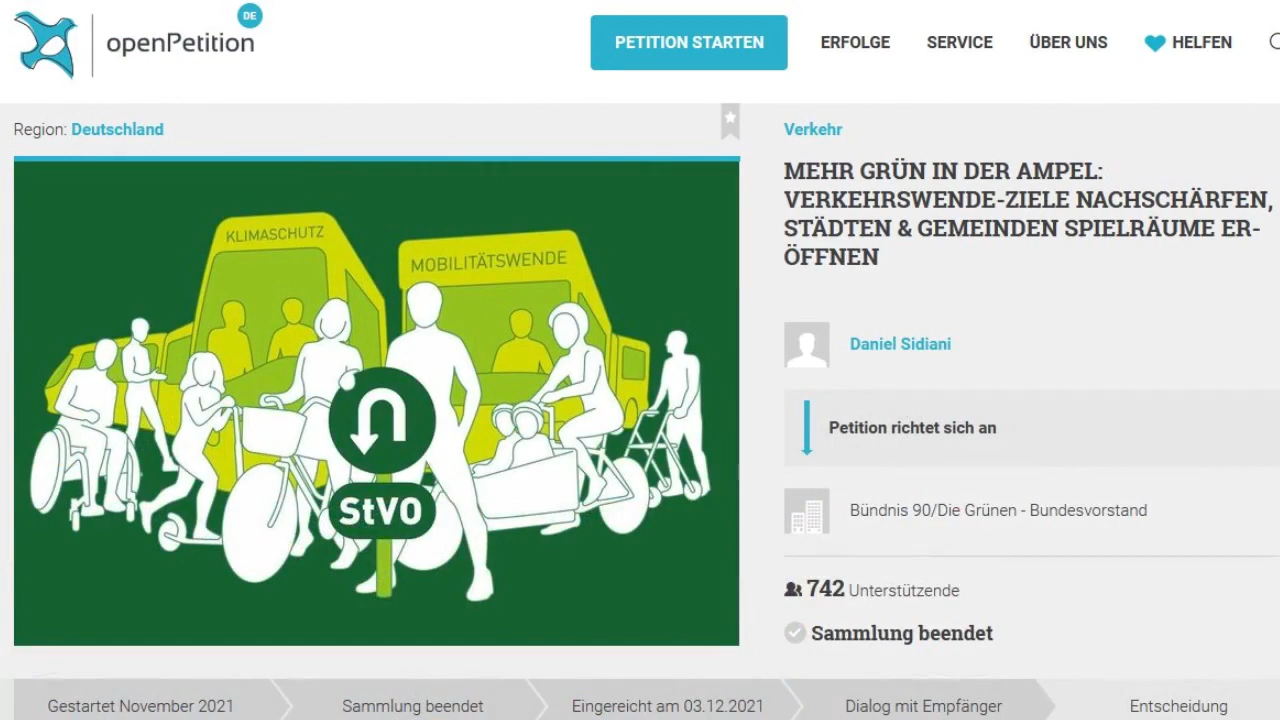 DE
openPetition
PETITION STARTEN
ERFOLGE
SERVICE
ÜBER UNS
HELFEN
Region: Deutschland
KLIMASCHUTZ
MOBILITÄTSWENDE
StVO
Verkehr
MEHR GRÜN IN DER AMPEL:
VERKEHRSWENDE-ZIELE NACHSCHÄRFEN,
STÄDTEN & GEMEINDEN SPIELRÄUME ER-
ÖFFNEN
Daniel Sidiani
Petition richtet sich an
Bündnis 90/Die Grünen - Bundesvorstand
742 Unterstützende
Sammlung beendet
Gestartet November 2021
Sammlung beendet
Eingereicht am 03.12.2021
Dialog mit Empfänger
Entscheidung